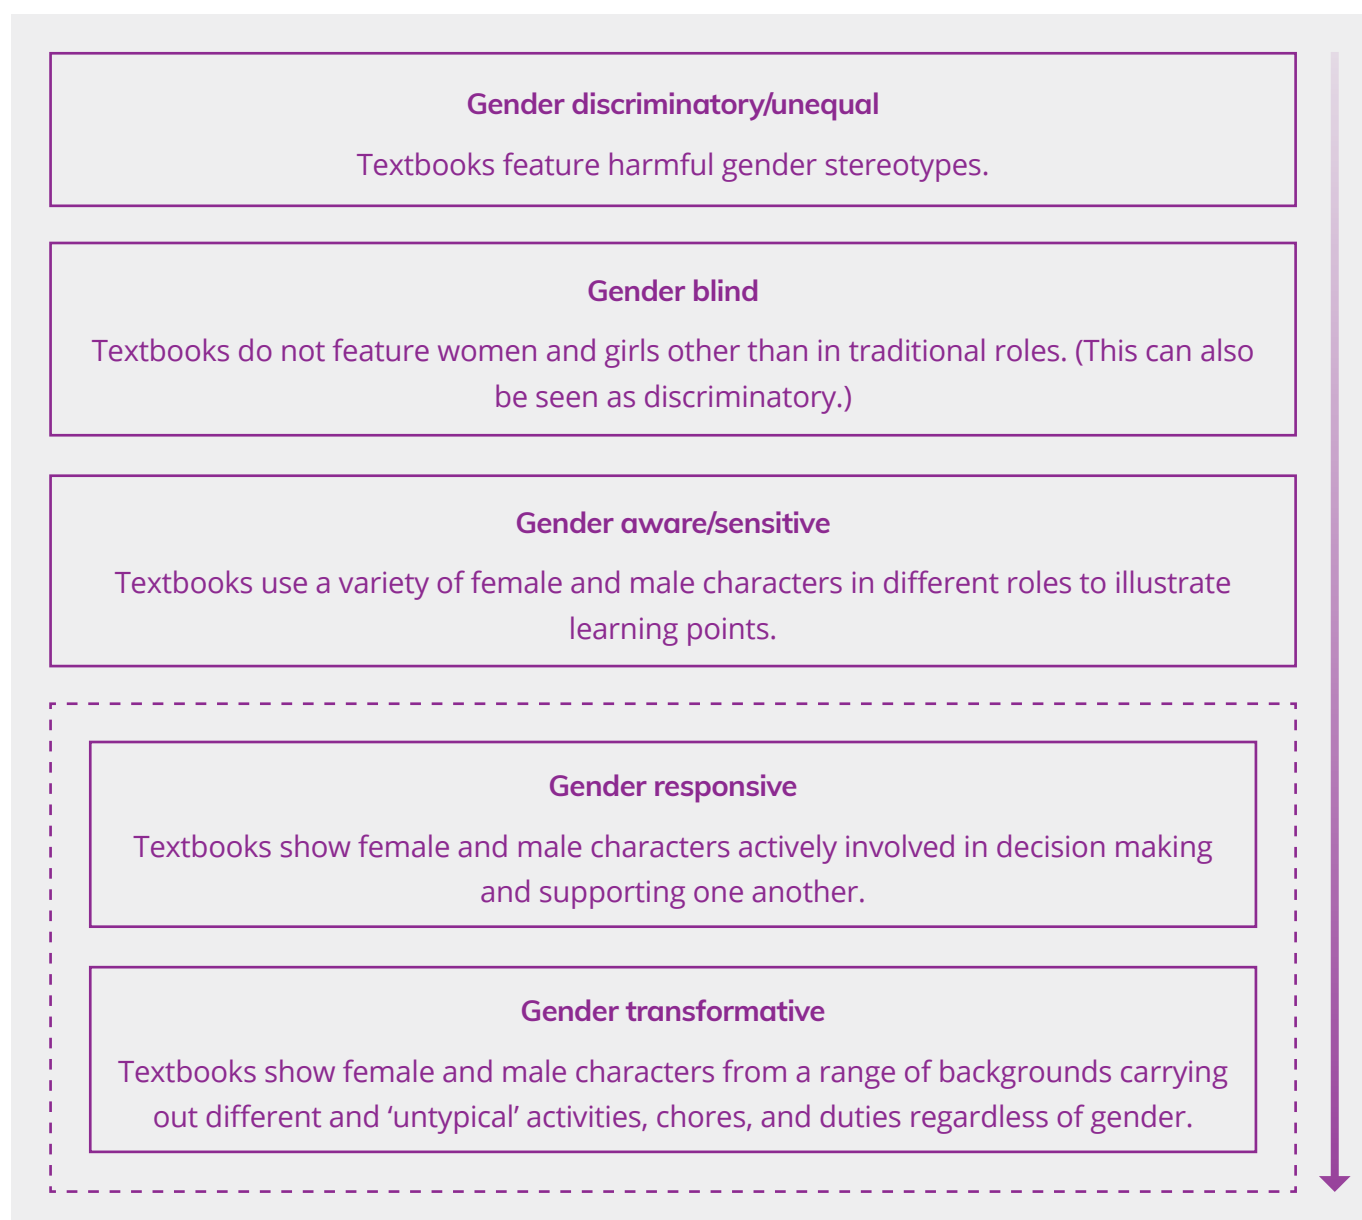 Gender discriminatory/unequal
Textbooks feature harmful gender stereotypes.
Gender blind
Textbooks do not feature women and girls other than in traditional roles. (This can also
be seen as discriminatory.)
Gender aware/sensitive
Textbooks use a variety of female and male characters in different roles to illustrate
learning points.
Gender responsive
Textbooks show female and male characters actively involved in decision making
and supporting one another.
Gender transformative
Textbooks show female and male characters from a range of backgrounds carrying
out different and ‘untypical’ activities, chores, and duties regardless of gender.